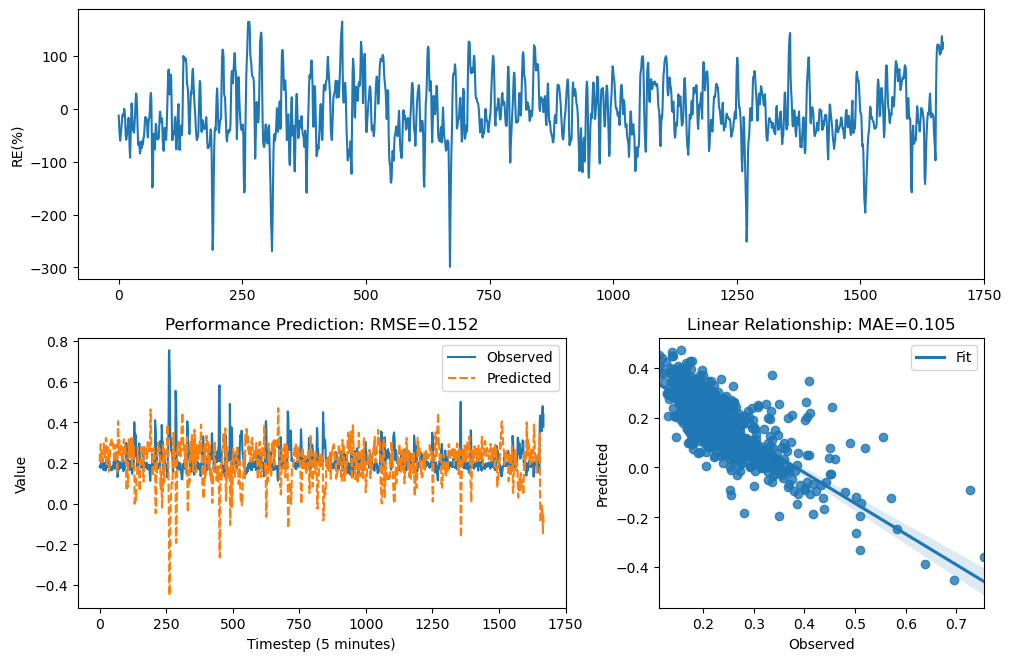 RE(%)
100
0
−100
−200
−300
0 250 500 750 1000 1250 1500 1750
Performance Prediction: RMSE=0.152
Value
0.8
0.6
0.4
0.2
0.0
−0.2
−0.4
Observed
Predicted
0 250 500 750 1000 1250 1500 1750
Timestep (5 minutes)
Linear Relationship: MAE=0.105
Predicted
0.4
0.2
0.0
−0.2
−0.4
Fit
0.2 0.3 0.4 0.5 0.6 0.7
Observed